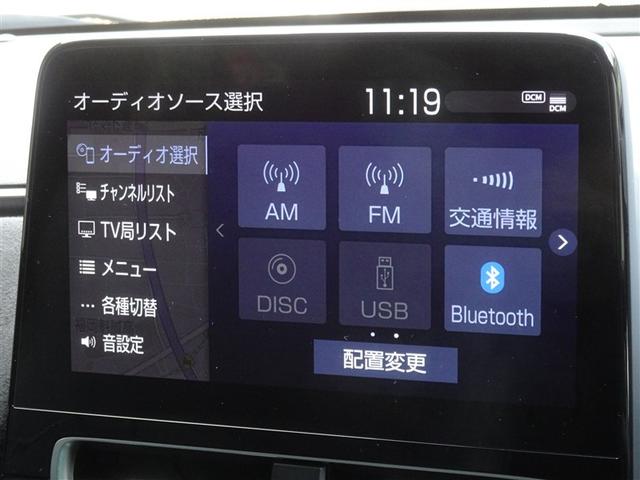 オーディオソース選択
11:19
DCM
DCM
オーディオ選択
チャンネルリスト
TV局リスト
メニュー
各種切替
音設定
AM
FM
交通情報
DISC
USB
Bluetooth
配置変更